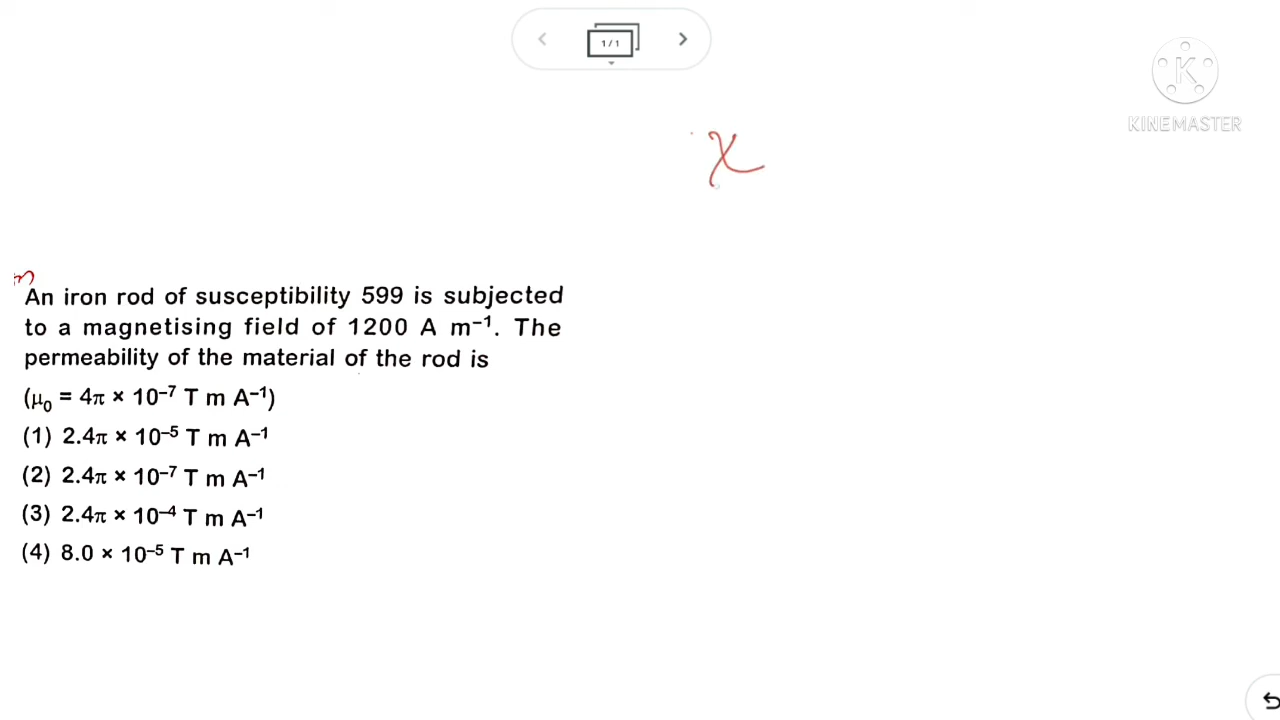 1 / 1
K
KINEMASTER
χ
An iron rod of susceptibility 599 is subjected
to a magnetising field of 1200 A m⁻¹. The
permeability of the material of the rod is
(μ₀ = 4π × 10⁻⁷ T m A⁻¹)
(1) 2.4π × 10⁻⁵ T m A⁻¹
(2) 2.4π × 10⁻⁷ T m A⁻¹
(3) 2.4π × 10⁻⁴ T m A⁻¹
(4) 8.0 × 10⁻⁵ T m A⁻¹